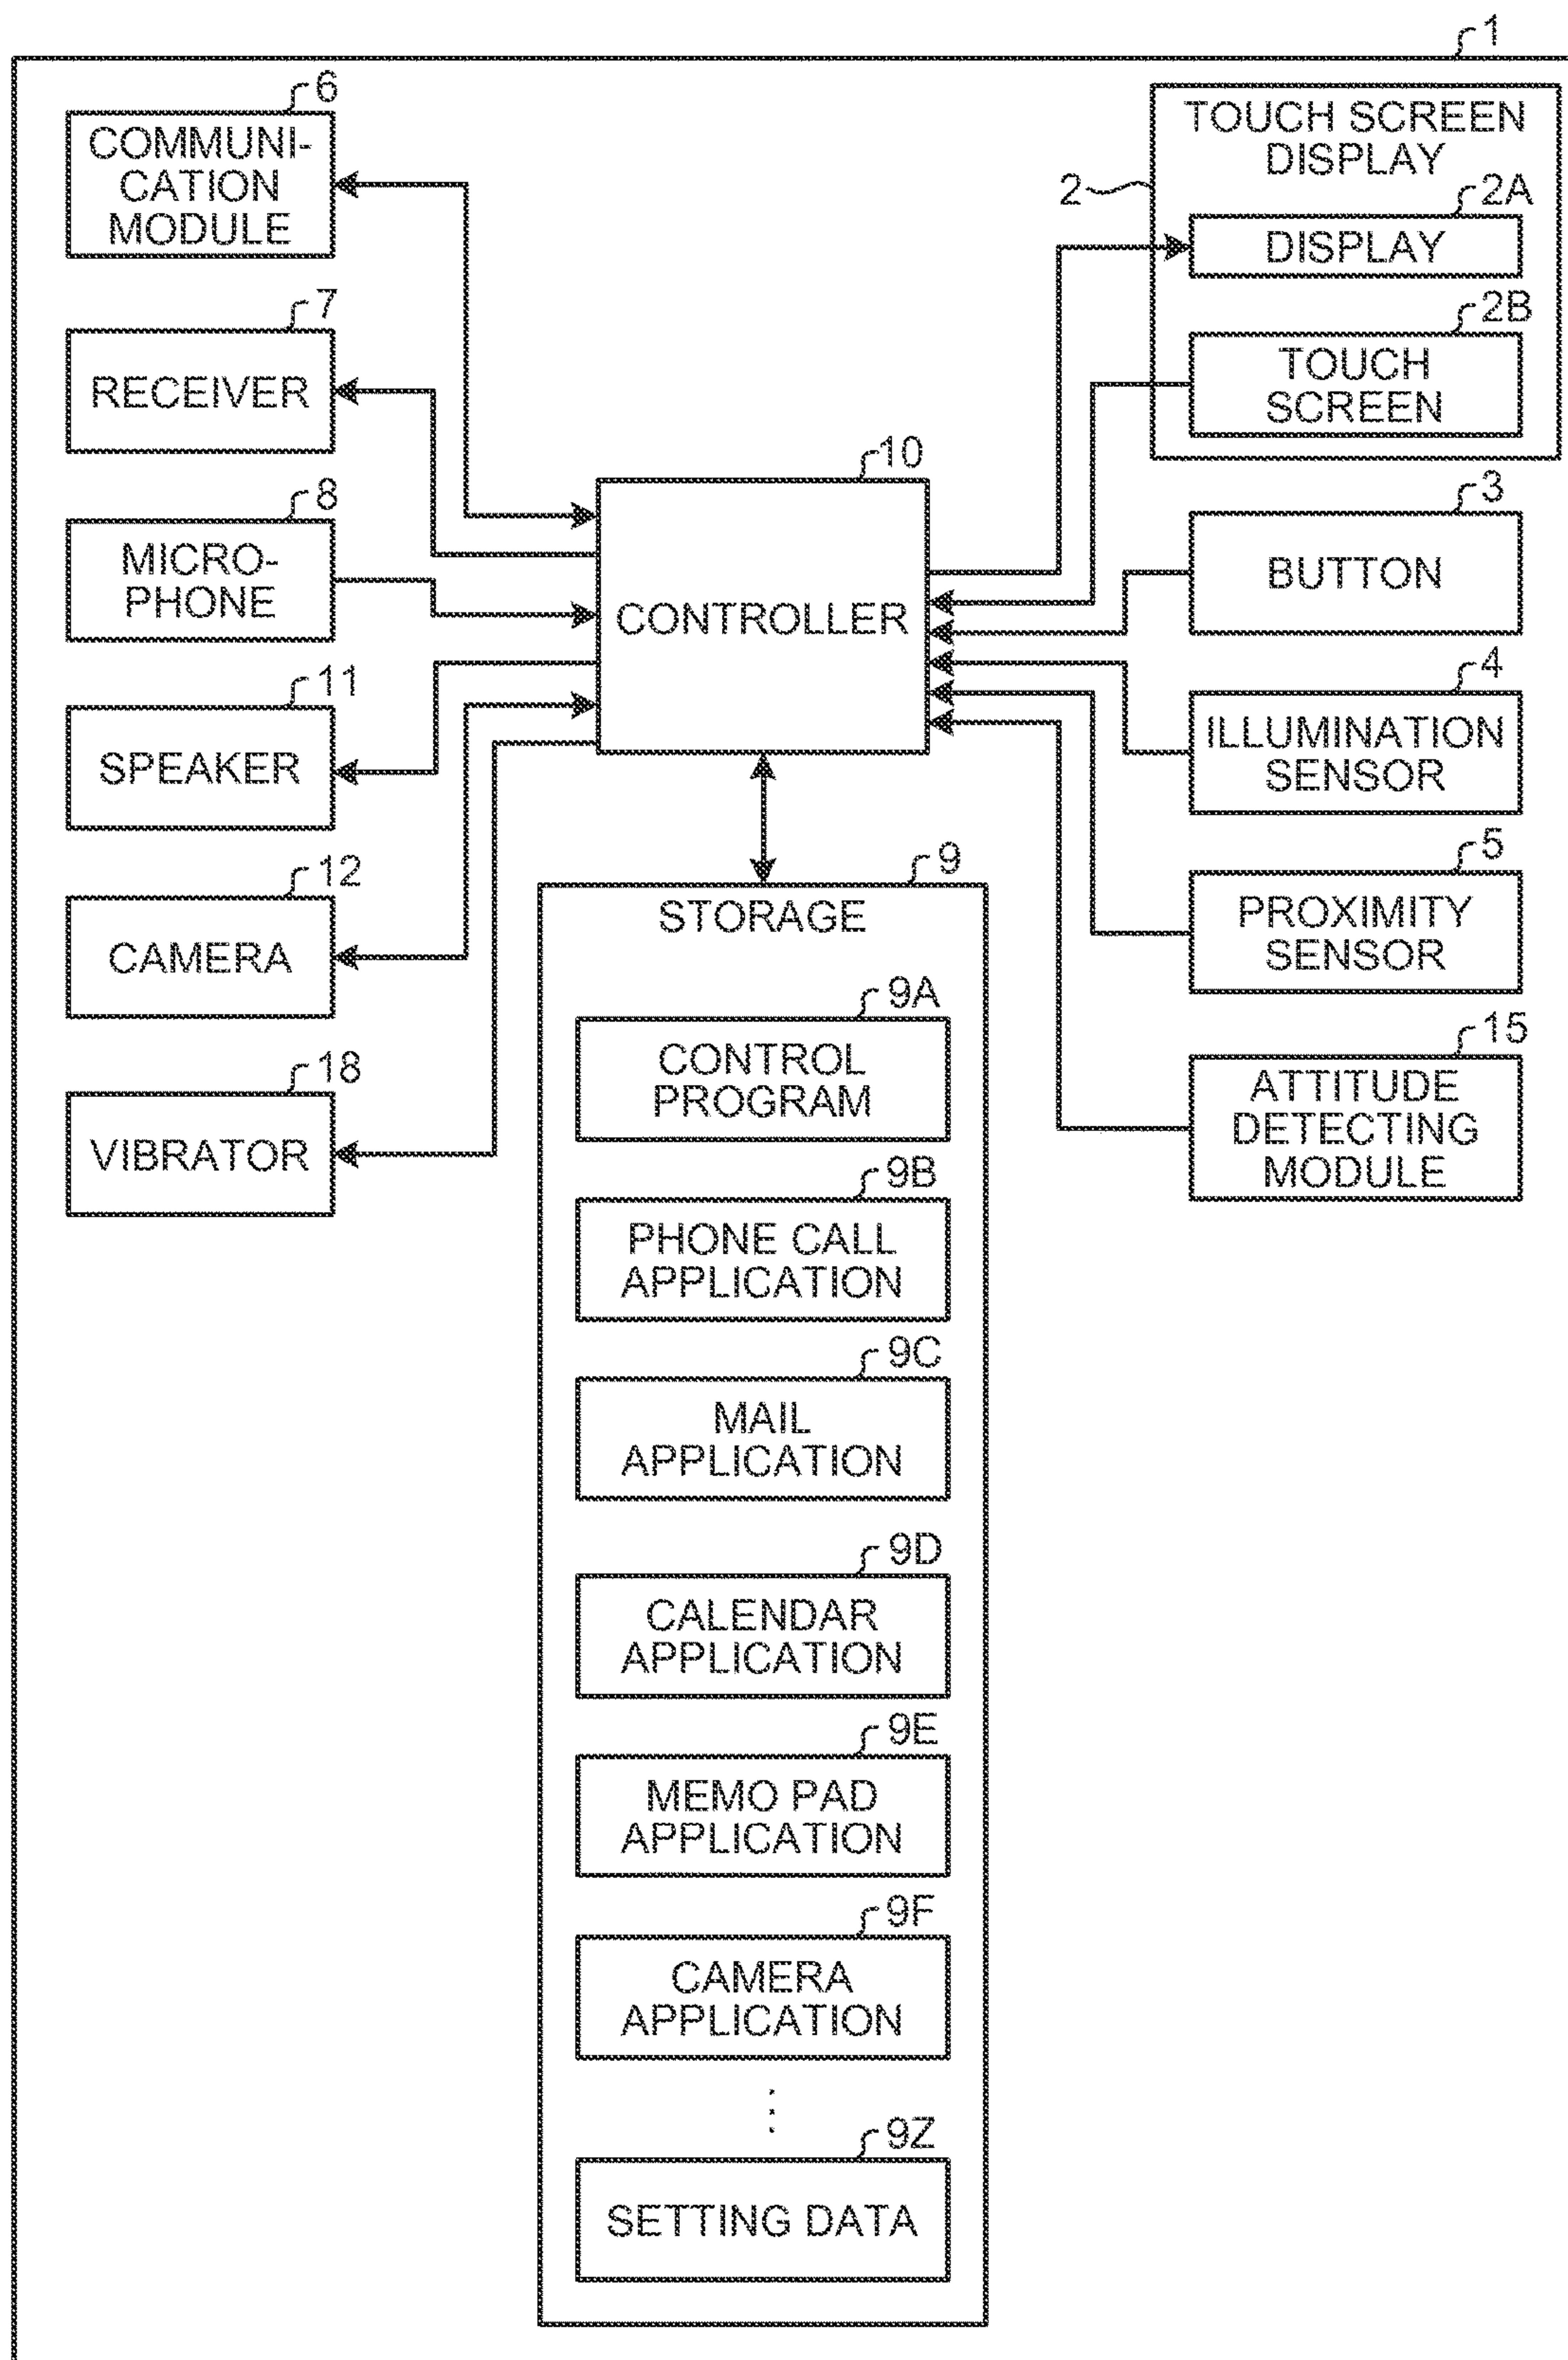 1
6
COMMUNI-
CATION
MODULE
7
RECEIVER
8
MICRO-
PHONE
11
SPEAKER
12
CAMERA
18
VIBRATOR
10
CONTROLLER
9
STORAGE
9A
CONTROL
PROGRAM
9B
PHONE CALL
APPLICATION
9C
MAIL
APPLICATION
9D
CALENDAR
APPLICATION
9E
MEMO PAD
APPLICATION
9F
CAMERA
APPLICATION
9Z
SETTING DATA
TOUCH SCREEN
DISPLAY
2
2A
DISPLAY
2B
TOUCH
SCREEN
3
BUTTON
4
ILLUMINATION
SENSOR
5
PROXIMITY
SENSOR
15
ATTITUDE
DETECTING
MODULE